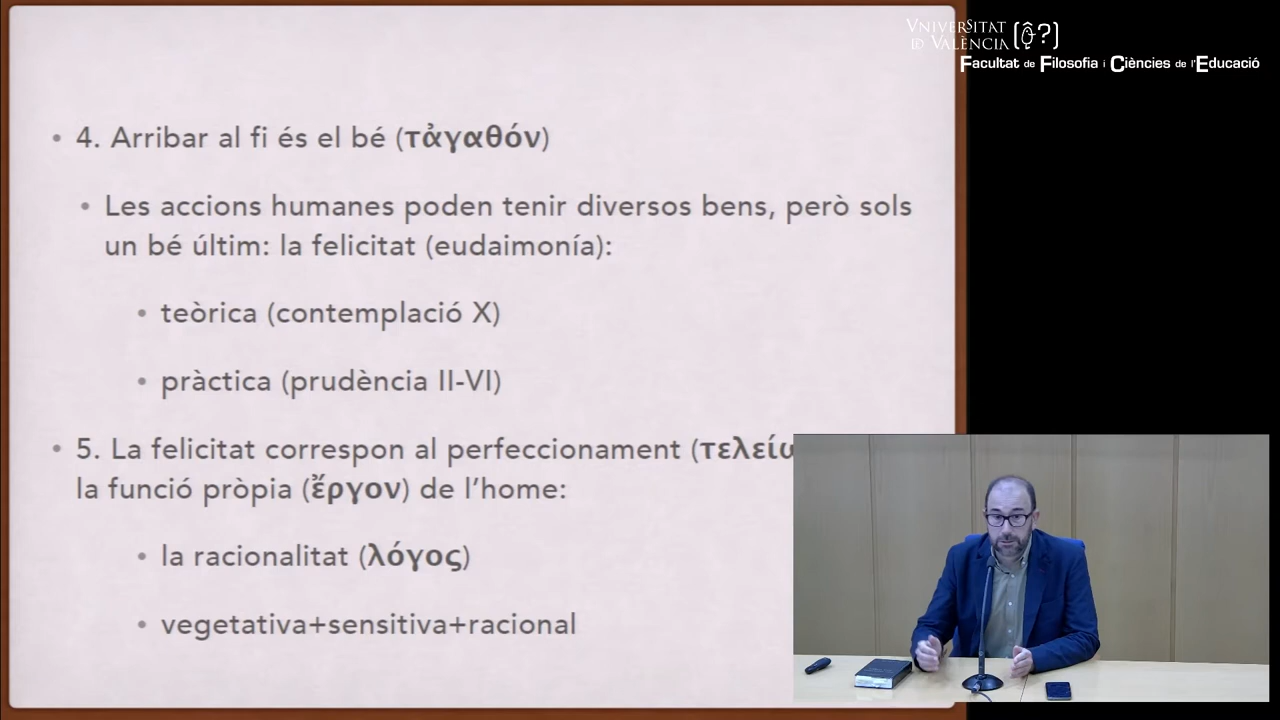 VNIVERSITAT
ID VALÈNCIA
Facultat de Filosofia i Ciències de l'Educació
• 4. Arribar al fi és el bé (τἀγαθόν)
• Les accions humanes poden tenir diversos bens, però sols
un bé últim: la felicitat (eudaimonía):
• teòrica (contemplació X)
• pràctica (prudència II-VI)
• 5. La felicitat correspon al perfeccionament
la funció pròpia (ἔργον) de l’home:
• la racionalitat (λόγος)
• vegetativa+sensitiva+racional